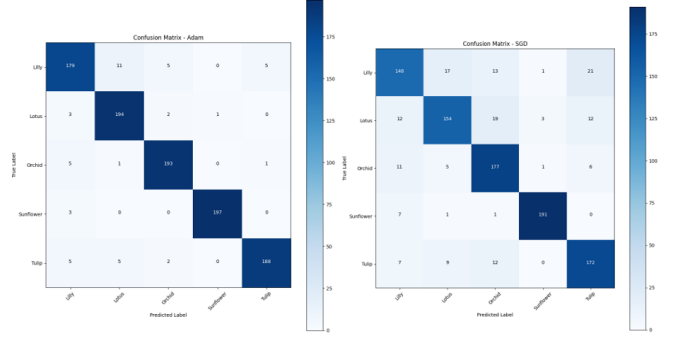 Confusion Matrix - Adam
True Label
Lilly 179 11 5 0 5
Lotus 3 194 2 1 0
Orchid 5 1 193 0 1
Sunflower 3 0 0 197 0
Tulip 5 5 2 0 188
Lilly Lotus Orchid Sunflower Tulip
Predicted Label
175
150
125
100
75
50
25
0
Confusion Matrix - SGD
True Label
Lilly 148 17 13 1 21
Lotus 12 154 19 3 12
Orchid 11 5 177 1 6
Sunflower 7 1 1 191 0
Tulip 7 9 12 0 172
Lilly Lotus Orchid Sunflower Tulip
Predicted Label
175
150
125
100
75
50
25
0